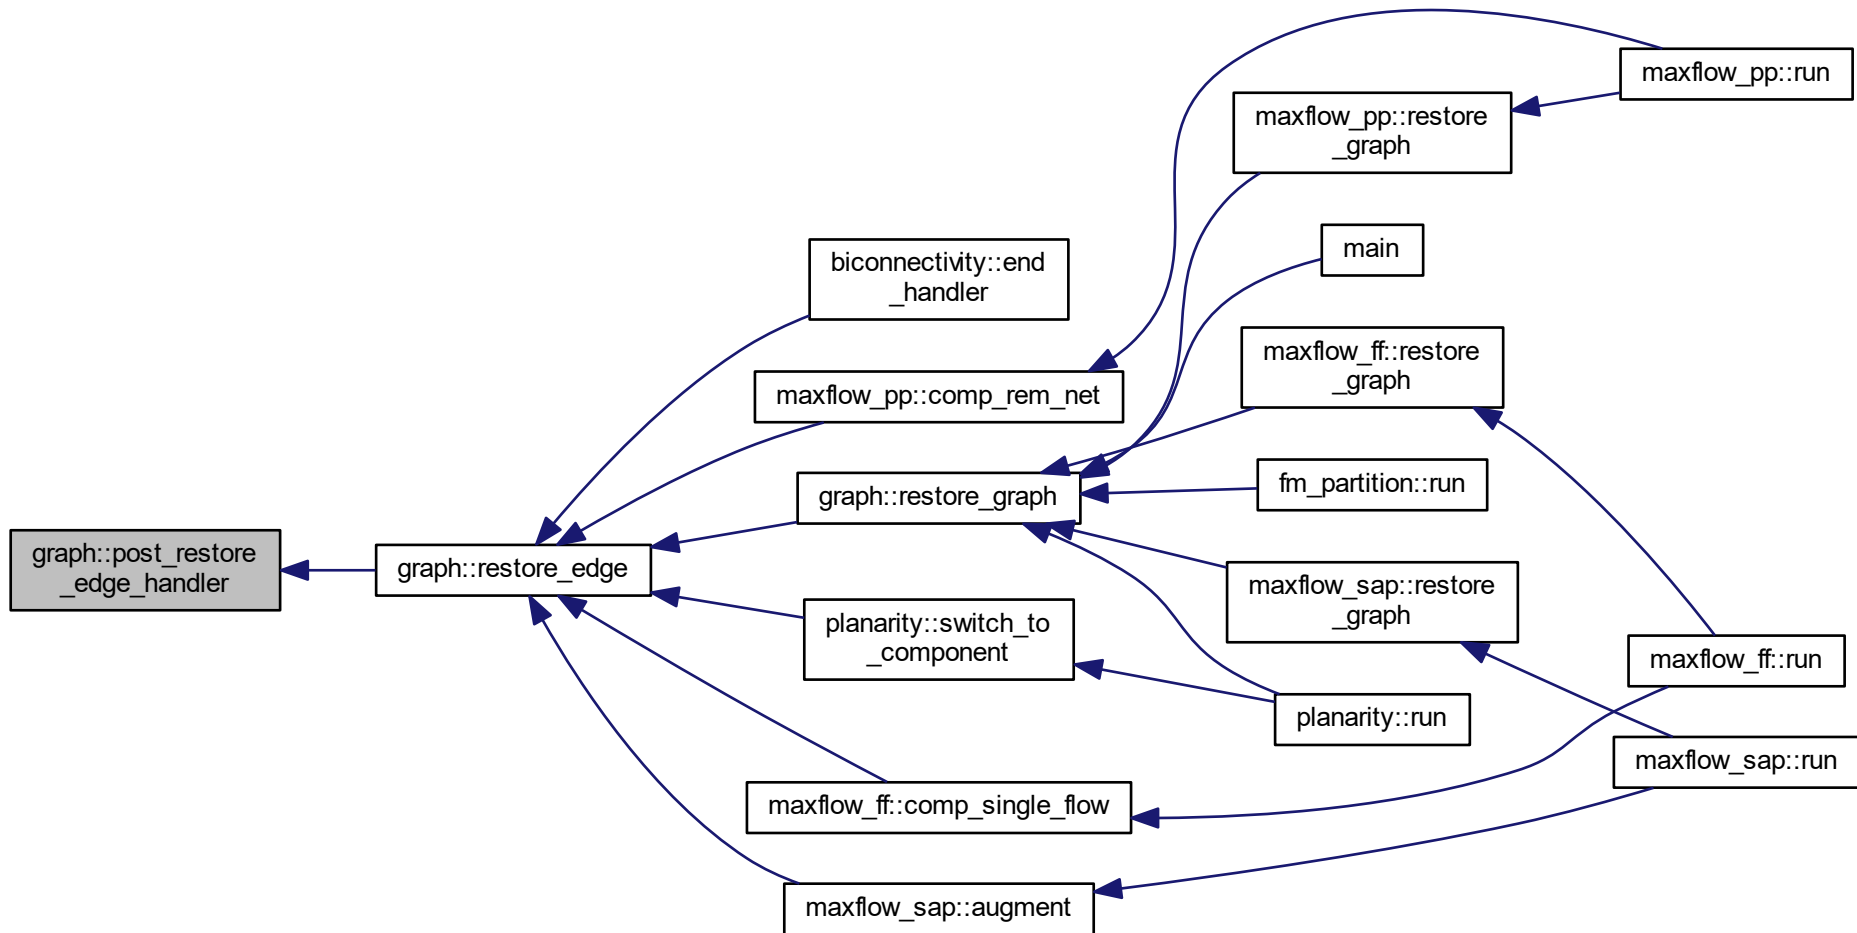 graph::post_restore
_edge_handler
graph::restore_edge
biconnectivity::end
_handler
maxflow_pp::comp_rem_net
graph::restore_graph
planarity::switch_to
_component
maxflow_ff::comp_single_flow
maxflow_sap::augment
maxflow_pp::restore
_graph
main
maxflow_ff::restore
_graph
fm_partition::run
maxflow_sap::restore
_graph
planarity::run
maxflow_pp::run
maxflow_ff::run
maxflow_sap::run